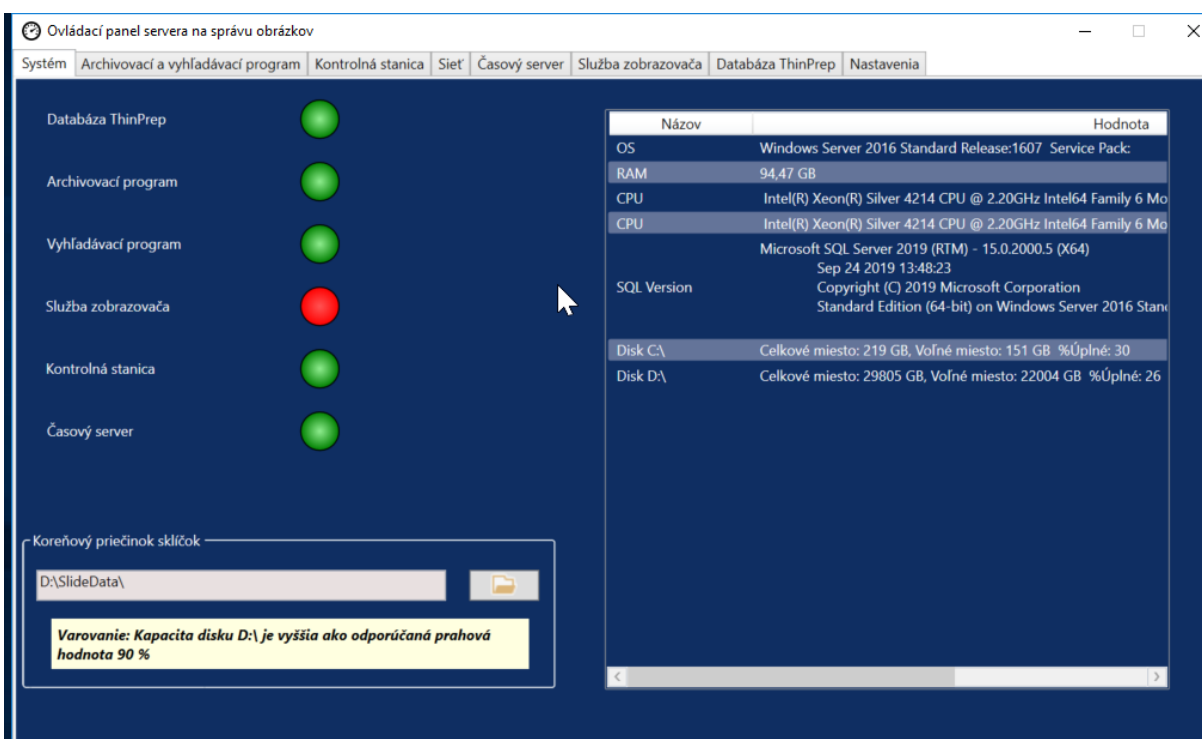 Ovládací panel servera na správu obrázkov
Systém Archivovací a vyhľadávací program Kontrolná stanica Sieť Časový server Služba zobrazovača Databáza ThinPrep Nastavenia
Databáza ThinPrep
Archivovací program
Vyhľadávací program
Služba zobrazovača
Kontrolná stanica
Časový server
Koreňový priečinok sklíčok
D:\SlideData\
Varovanie: Kapacita disku D:\ je vyššia ako odporúčaná prahová
hodnota 90 %
Názov Hodnota
OS Windows Server 2016 Standard Release:1607 Service Pack:
RAM 94,47 GB
CPU Intel(R) Xeon(R) Silver 4214 CPU @ 2.20GHz Intel64 Family 6 Mo
CPU Intel(R) Xeon(R) Silver 4214 CPU @ 2.20GHz Intel64 Family 6 Mo
Microsoft SQL Server 2019 (RTM) - 15.0.2000.5 (X64)
Sep 24 2019 13:48:23
SQL Version Copyright (C) 2019 Microsoft Corporation
Standard Edition (64-bit) on Windows Server 2016 Stan
Disk C:\ Celkové miesto: 219 GB, Voľné miesto: 151 GB %Úplné: 30
Disk D:\ Celkové miesto: 29805 GB, Voľné miesto: 22004 GB %Úplné: 26